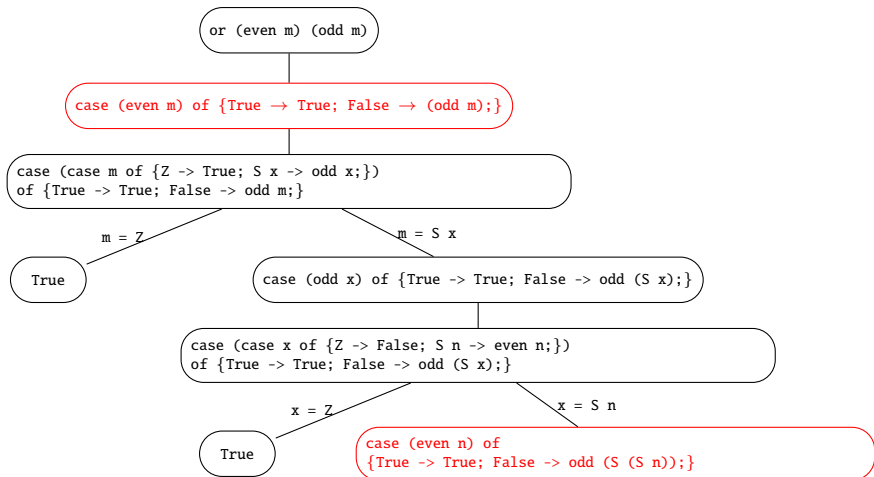 or (even m) (odd m)
case (even m) of {True → True; False → (odd m);}
case (case m of {Z -> True; S x -> odd x;})
of {True -> True; False -> odd m;}
m = Z
m = S x
True
case (odd x) of {True -> True; False -> odd (S x);}
case (case x of {Z -> False; S n -> even n;})
of {True -> True; False -> odd (S x);}
x = Z
x = S n
True
case (even n) of
{True -> True; False -> odd (S (S n));}